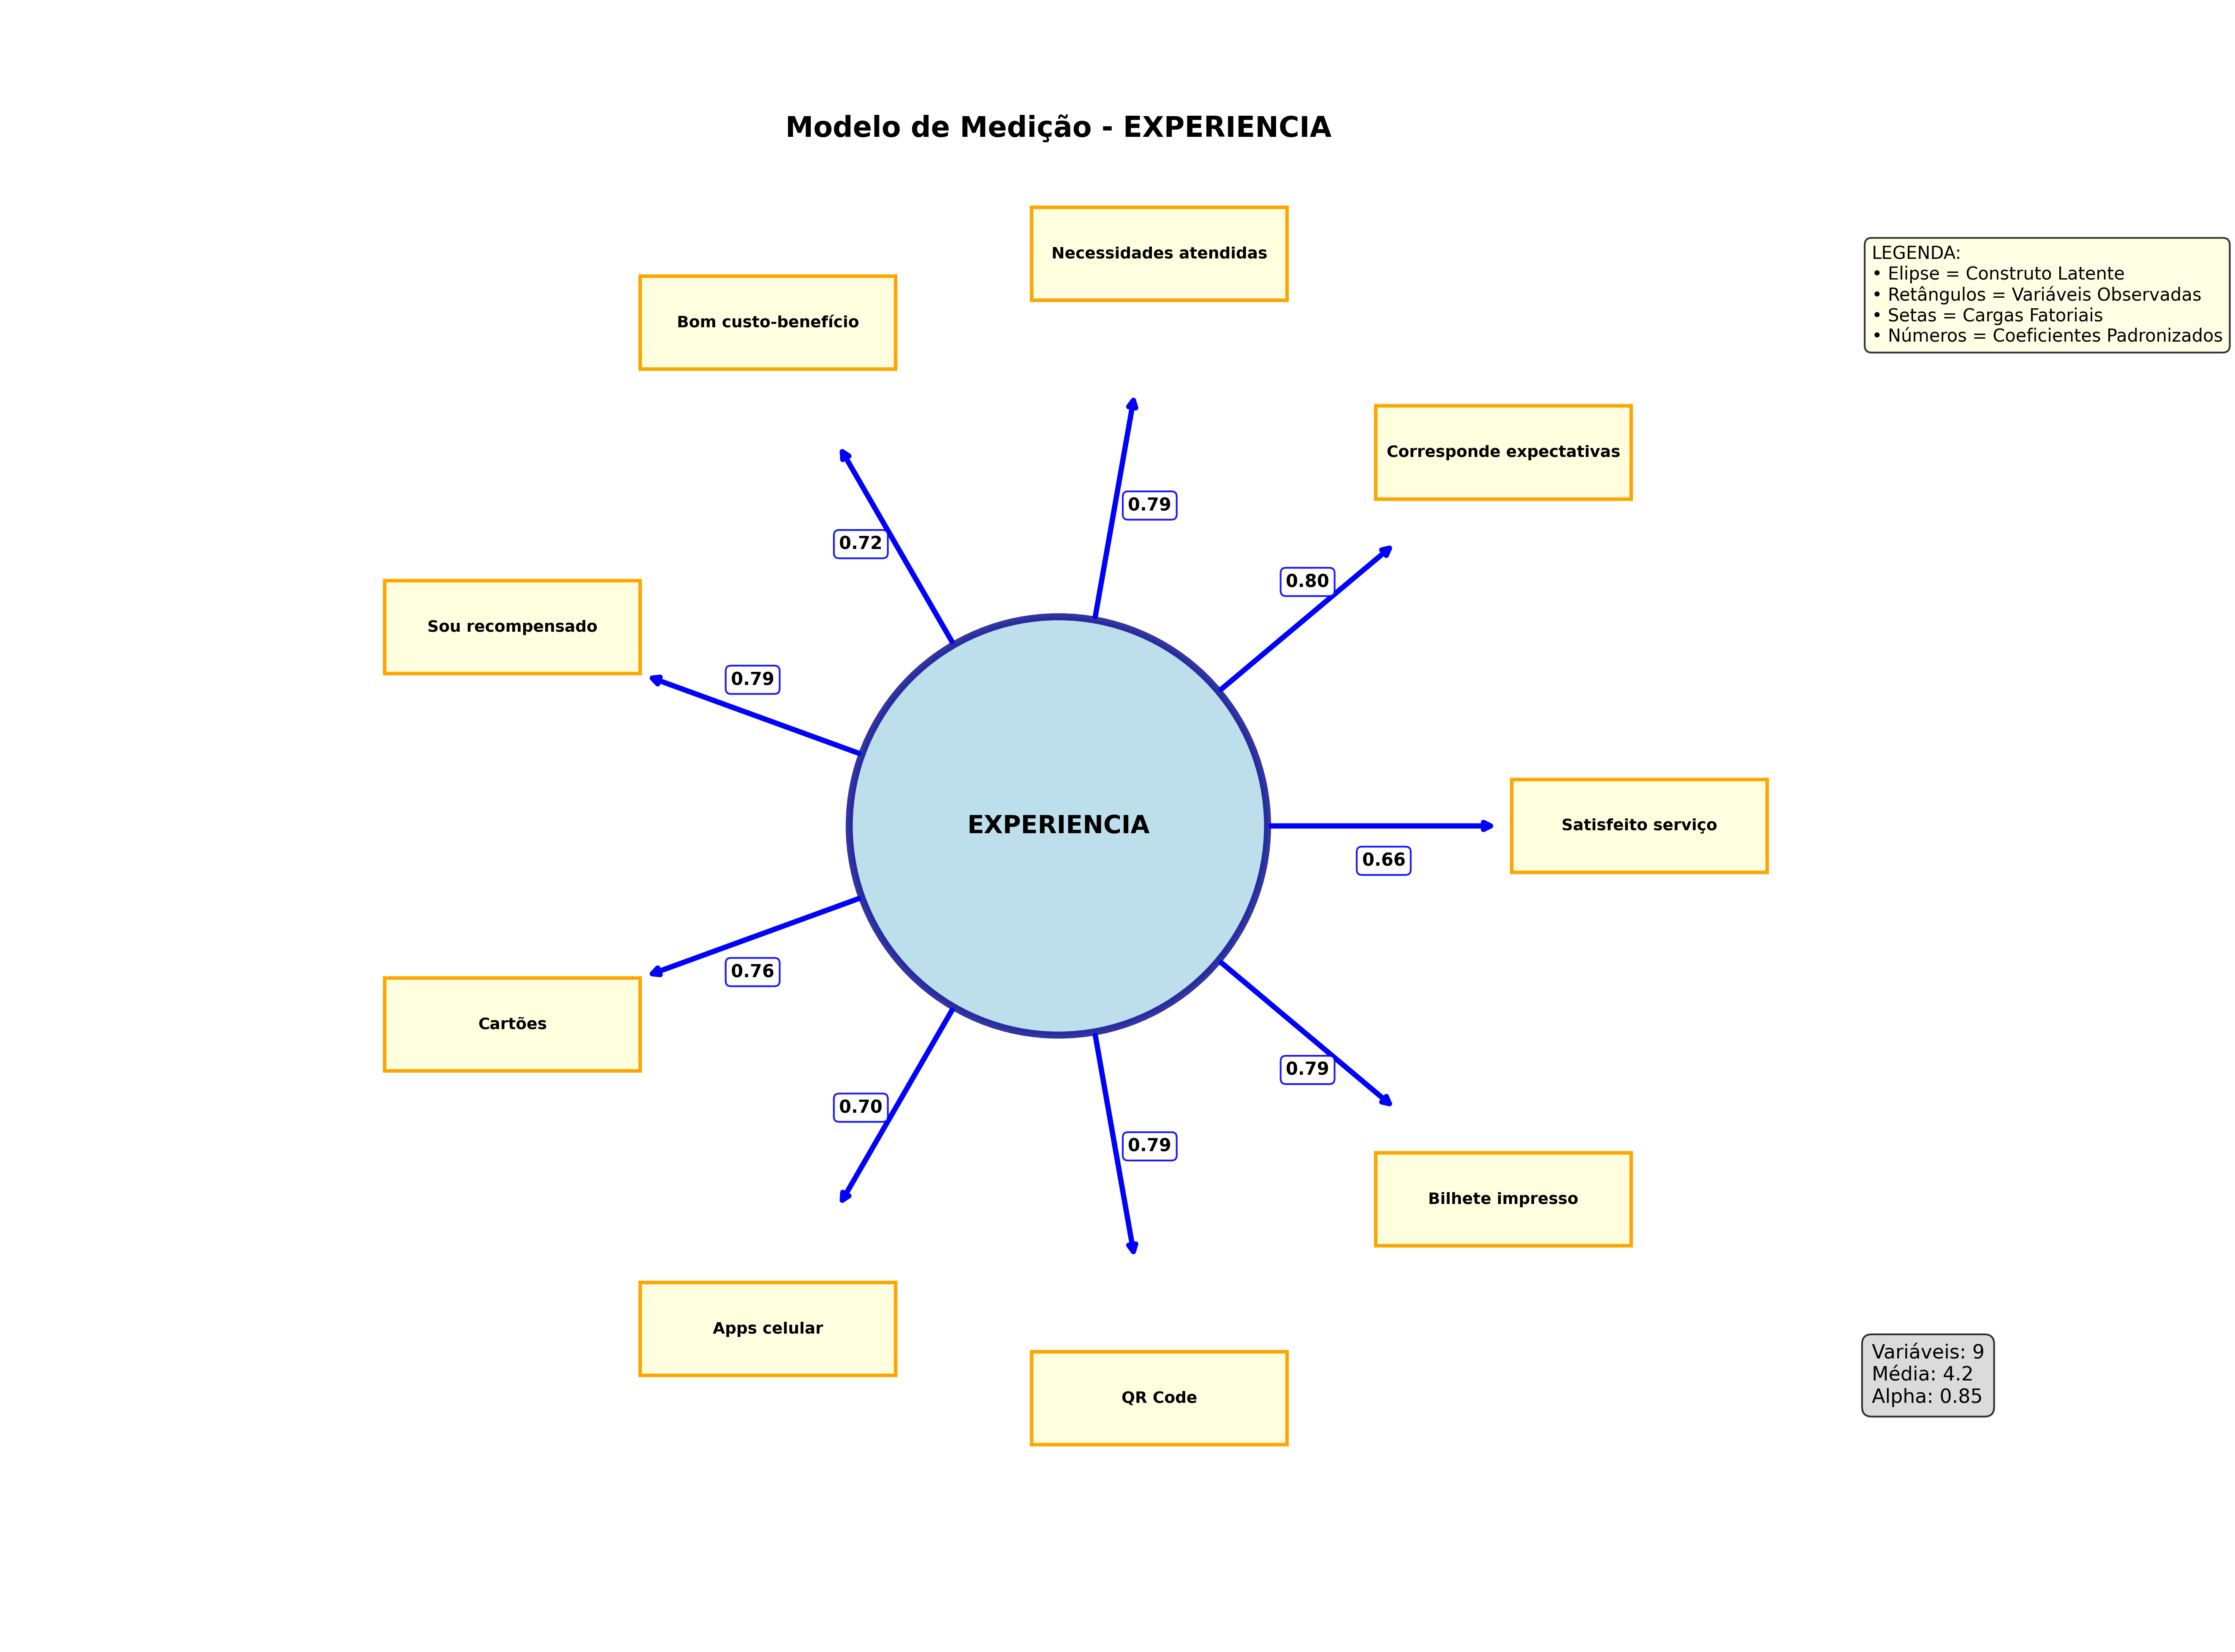 Modelo de Medição - EXPERIENCIA
Necessidades atendidas
LEGENDA:
• Elipse = Construto Latente
• Retângulos = Variáveis Observadas
• Setas = Cargas Fatoriais
• Números = Coeficientes Padronizados
Bom custo-benefício
Corresponde expectativas
0.79
0.72
0.80
Sou recompensado
0.79
EXPERIENCIA
Satisfeito serviço
0.66
0.76
Cartões
0.79
0.70
0.79
Bilhete impresso
Apps celular
QR Code
Variáveis: 9
Média: 4.2
Alpha: 0.85